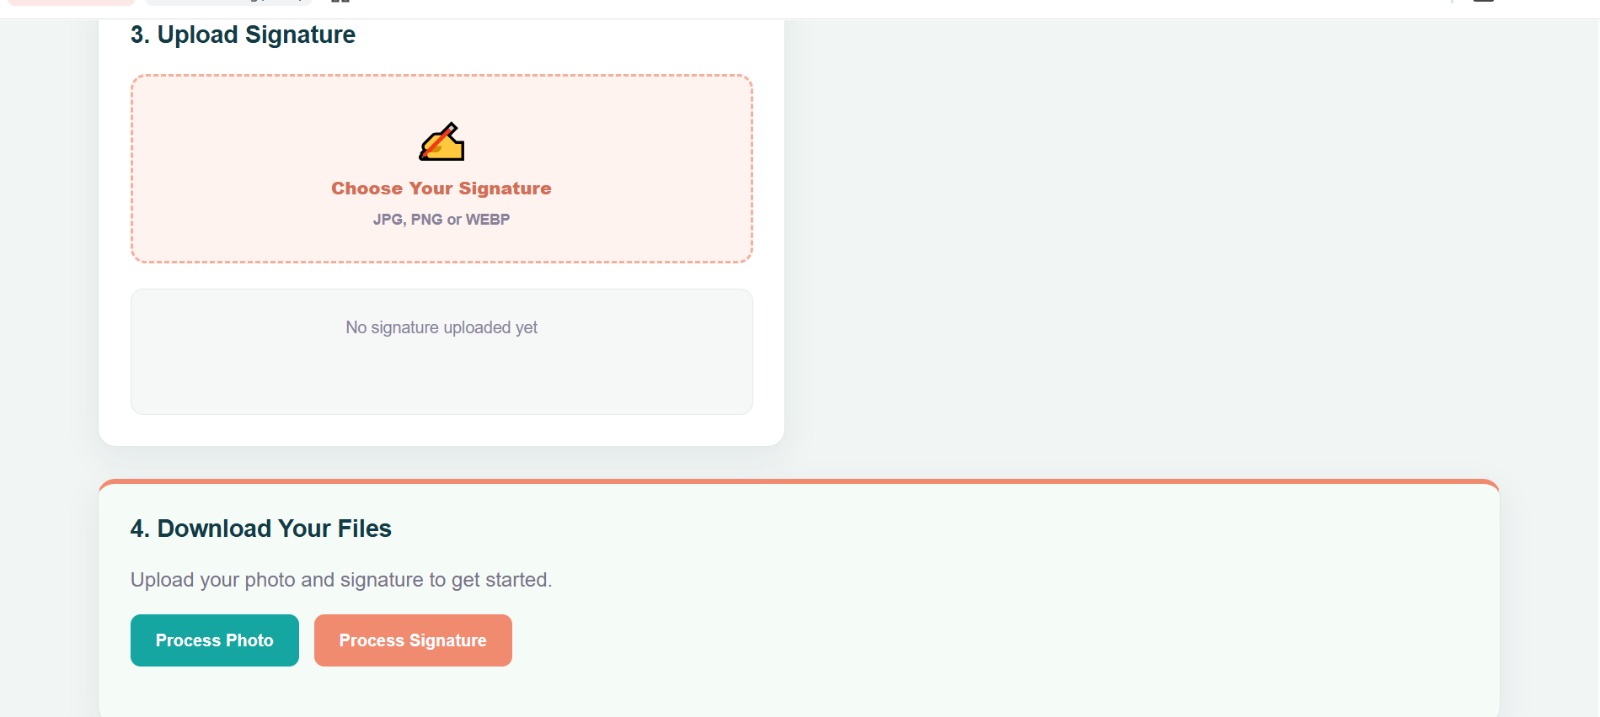 3. Upload Signature
Choose Your Signature
JPG, PNG or WEBP
No signature uploaded yet
4. Download Your Files
Upload your photo and signature to get started.
Process Photo
Process Signature